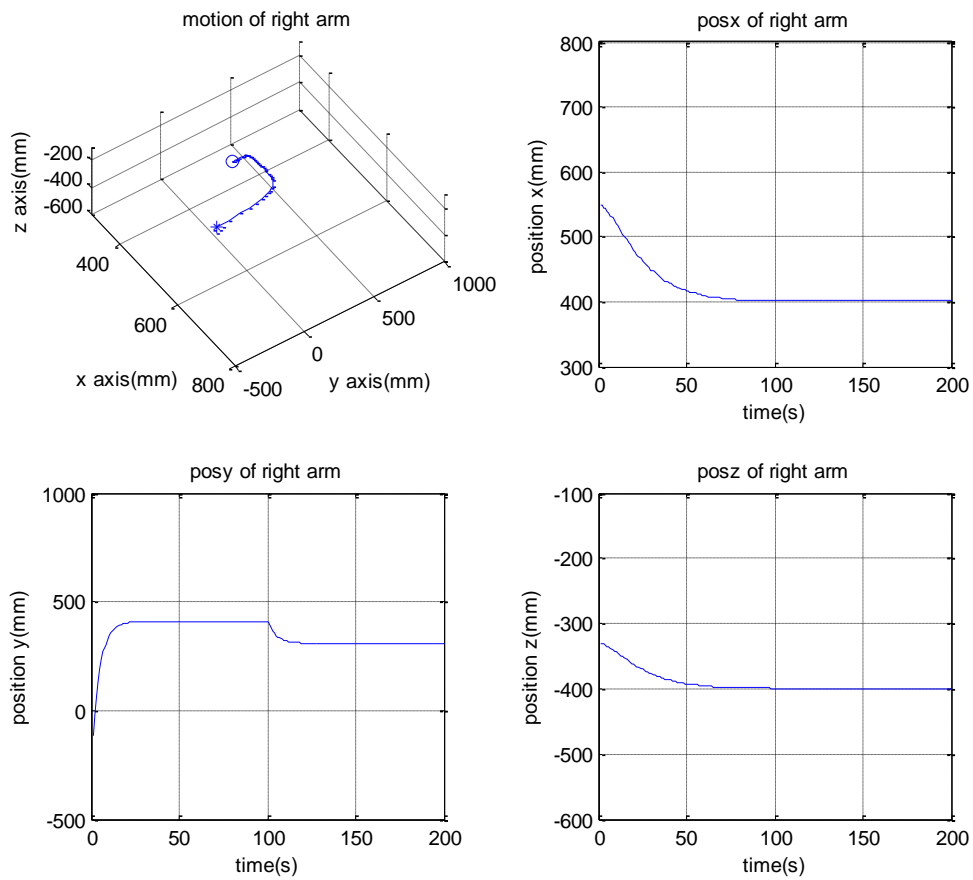 motion of right arm
z axis(mm)
-200
-400
-600
400
600
800
x axis(mm)
-500
0
500
1000
y axis(mm)
posx of right arm
position x(mm)
800
700
600
500
400
300
0 50 100 150 200
time(s)
posy of right arm
position y(mm)
1000
500
0
-500
0 50 100 150 200
time(s)
posz of right arm
position z(mm)
-100
-200
-300
-400
-500
-600
0 50 100 150 200
time(s)